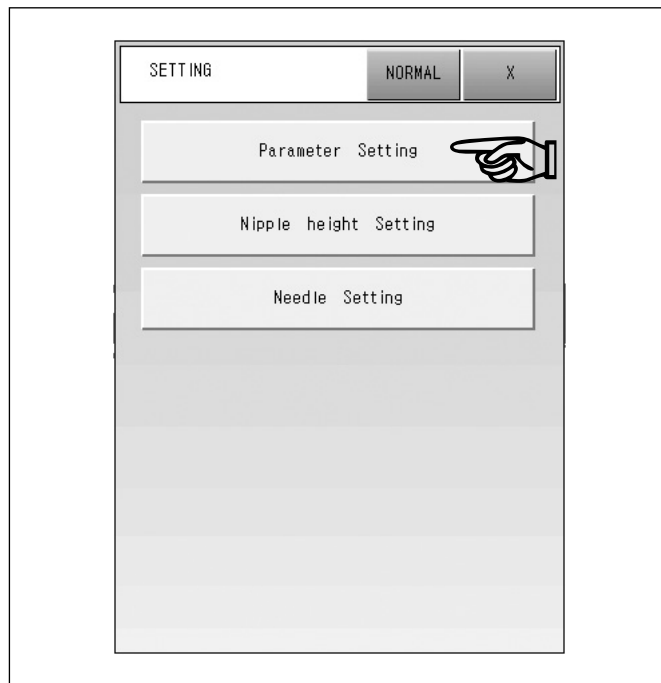 SETTING
NORMAL
X
Parameter Setting
Nipple height Setting
Needle Setting